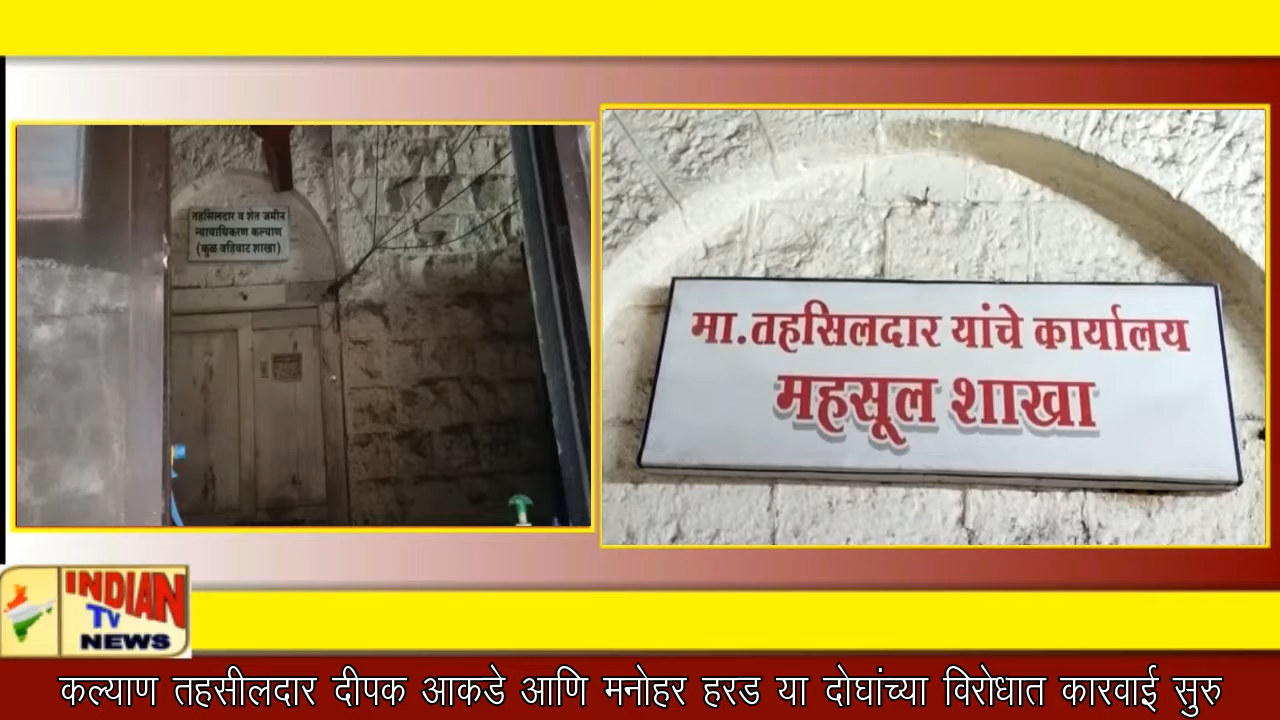 तहसिलदार व शेत जमीन
न्यायाधिकरण कल्याण
(कुळ वहिवाट शाखा)
मा.तहसिलदार यांचे कार्यालय
महसूल शाखा
INDIAN
TV
NEWS
कल्याण तहसीलदार दीपक आकडे आणि मनोहर हरड या दोघांच्या विरोधात कारवाई सुरु